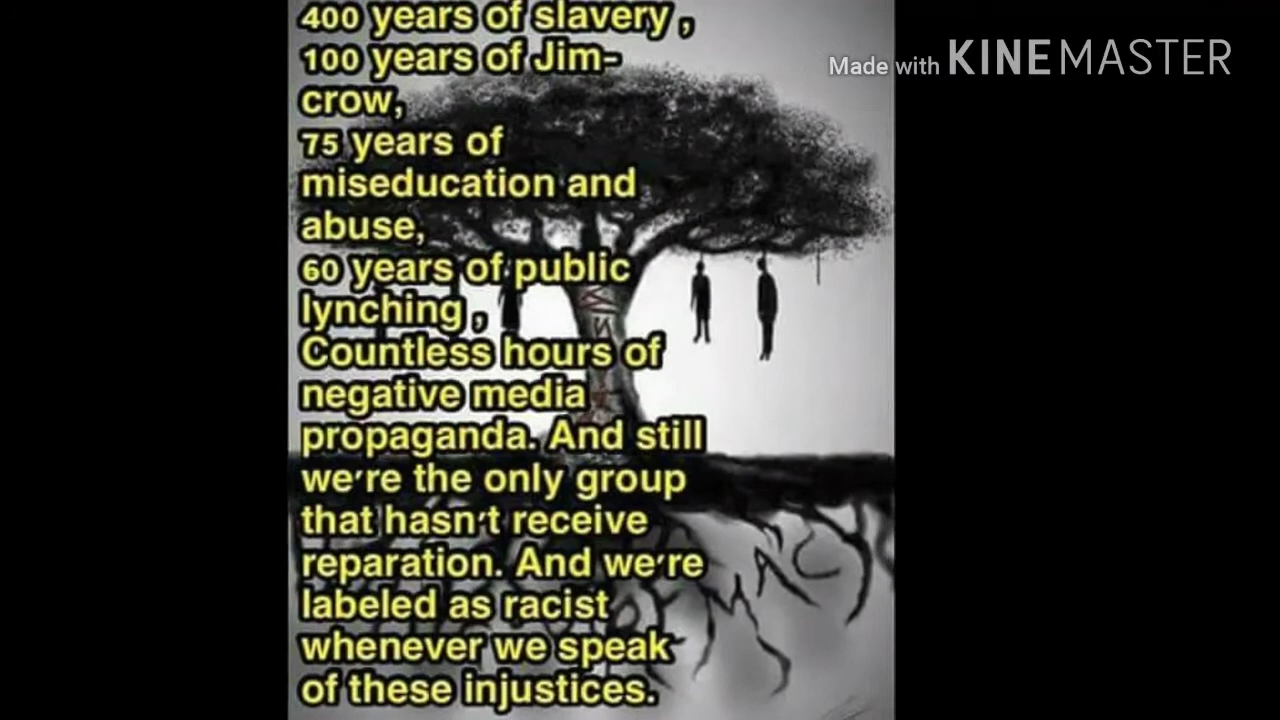 400 years of slavery ,
100 years of Jim-
crow,
75 years of
miseducation and
abuse,
60 years of public
lynching ,
Countless hours of
negative media
propaganda. And still
we're the only group
that hasn't receive
reparation. And we're
labeled as racist
whenever we speak
of these injustices.
Made with KINEMASTER
MACY